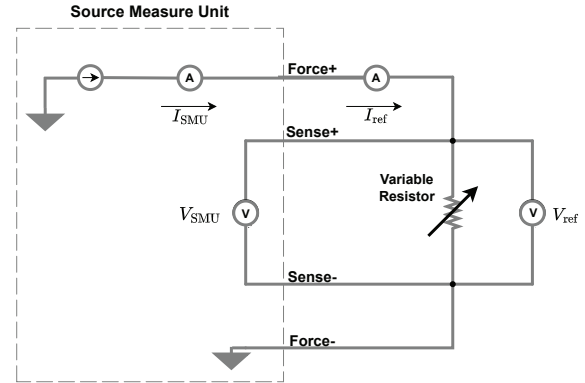 Source Measure Unit
Force+
A
A
I_SMU
I_ref
Sense+
Variable
Resistor
V_SMU
V
V
V_ref
Sense-
Force-